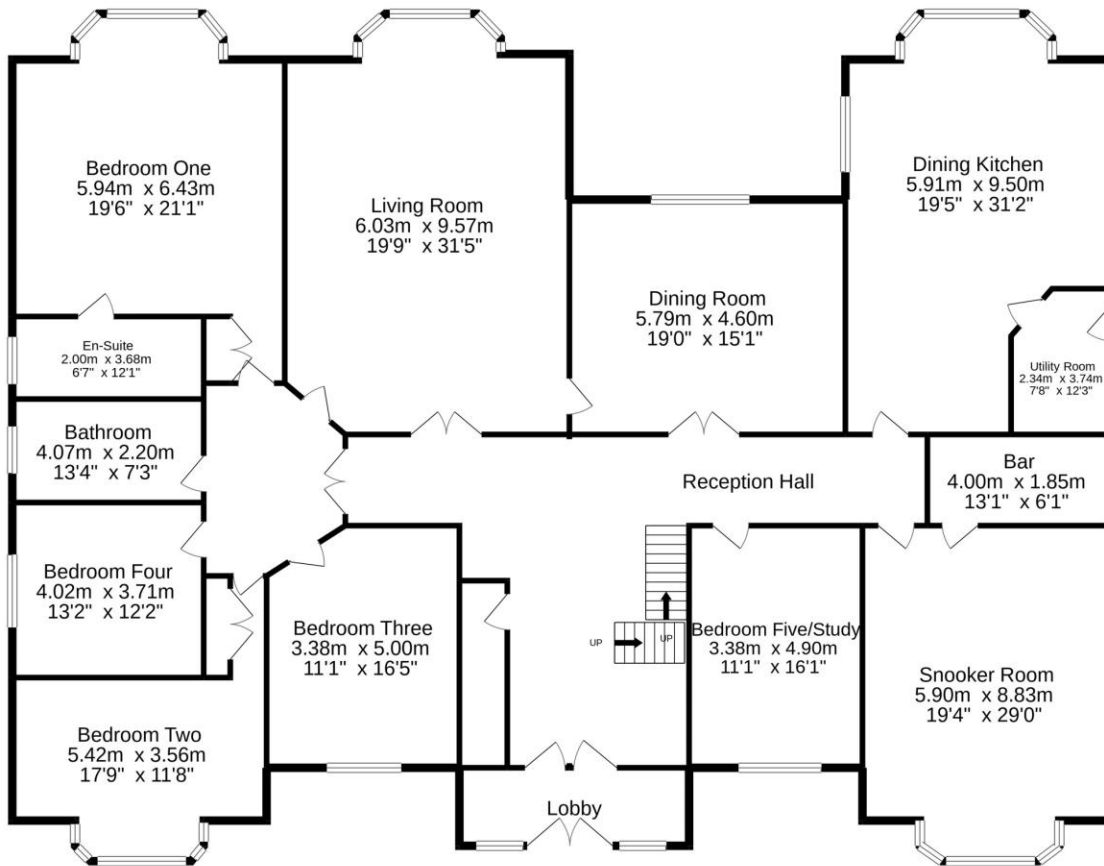 Bedroom One
5.94m x 6.43m
19'6" x 21'1"
Living Room
6.03m x 9.57m
19'9" x 31'5"
Dining Kitchen
5.91m x 9.50m
19'5" x 31'2"
Dining Room
5.79m x 4.60m
19'0" x 15'1"
En-Suite
2.00m x 3.68m
6'7" x 12'1"
Utility Room
2.34m x 3.74m
7'8" x 12'3"
Bathroom
4.07m x 2.20m
13'4" x 7'3"
Reception Hall
Bar
4.00m x 1.85m
13'1" x 6'1"
Bedroom Four
4.02m x 3.71m
13'2" x 12'2"
Bedroom Three
3.38m x 5.00m
11'1" x 16'5"
UP
UP
Bedroom Five/Study
3.38m x 4.90m
11'1" x 16'1"
Snooker Room
5.90m x 8.83m
19'4" x 29'0"
Bedroom Two
5.42m x 3.56m
17'9" x 11'8"
Lobby